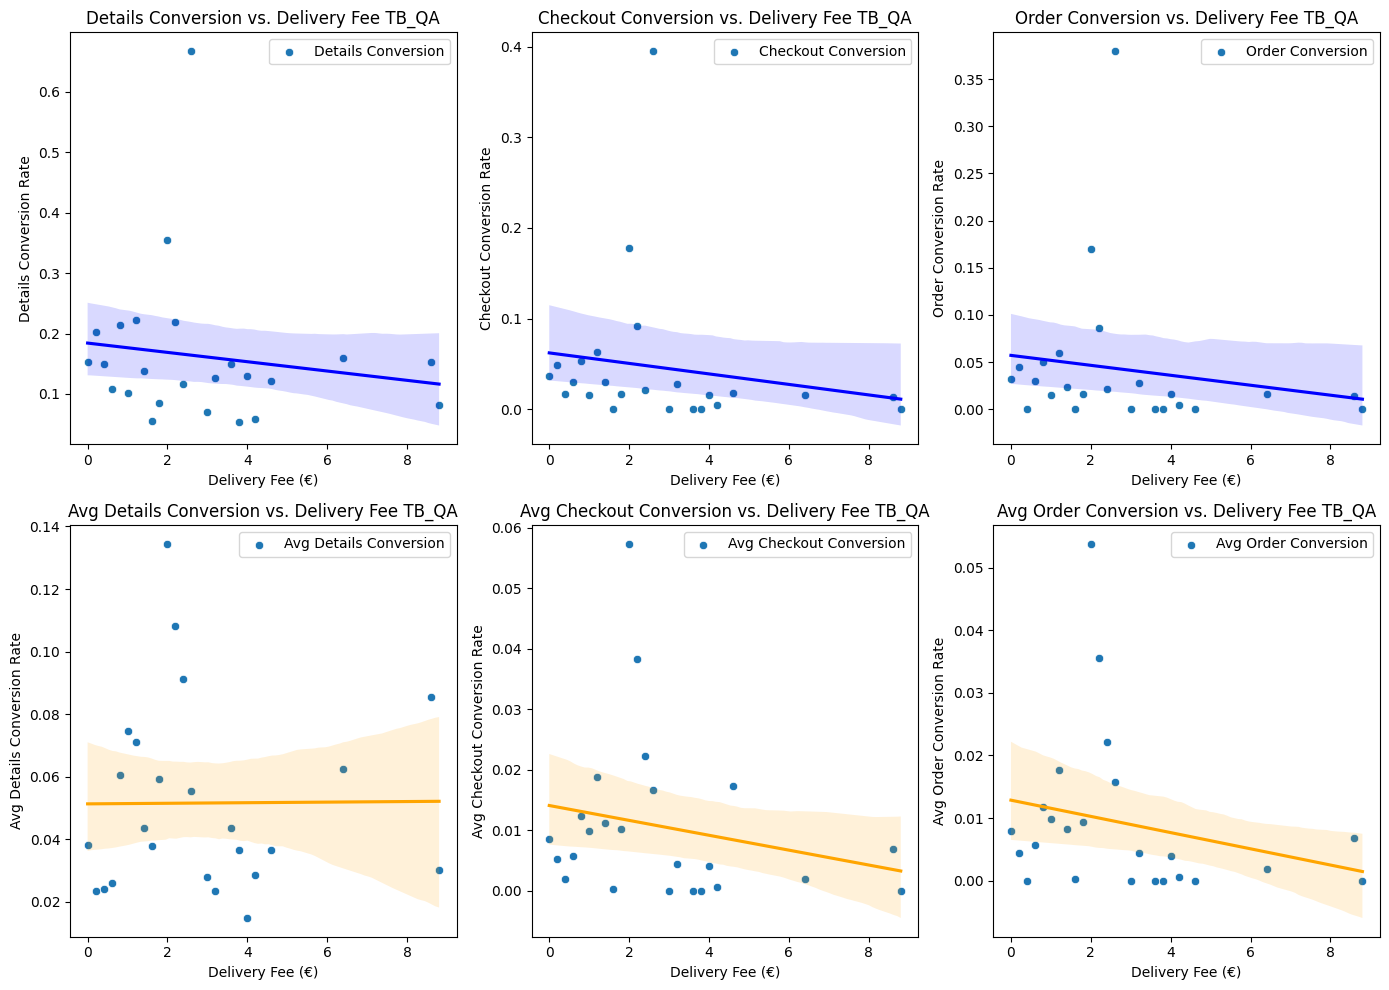 Details Conversion vs. Delivery Fee TB_QA
Details Conversion
Details Conversion Rate
0.6
0.5
0.4
0.3
0.2
0.1
0 2 4 6 8
Delivery Fee (€)
Checkout Conversion vs. Delivery Fee TB_QA
Checkout Conversion
Checkout Conversion Rate
0.4
0.3
0.2
0.1
0.0
0 2 4 6 8
Delivery Fee (€)
Order Conversion vs. Delivery Fee TB_QA
Order Conversion
Order Conversion Rate
0.35
0.30
0.25
0.20
0.15
0.10
0.05
0.00
0 2 4 6 8
Delivery Fee (€)
Avg Details Conversion vs. Delivery Fee TB_QA
Avg Details Conversion
Avg Details Conversion Rate
0.14
0.12
0.10
0.08
0.06
0.04
0.02
0 2 4 6 8
Delivery Fee (€)
Avg Checkout Conversion vs. Delivery Fee TB_QA
Avg Checkout Conversion
Avg Checkout Conversion Rate
0.06
0.05
0.04
0.03
0.02
0.01
0.00
0 2 4 6 8
Delivery Fee (€)
Avg Order Conversion vs. Delivery Fee TB_QA
Avg Order Conversion
Avg Order Conversion Rate
0.05
0.04
0.03
0.02
0.01
0.00
0 2 4 6 8
Delivery Fee (€)